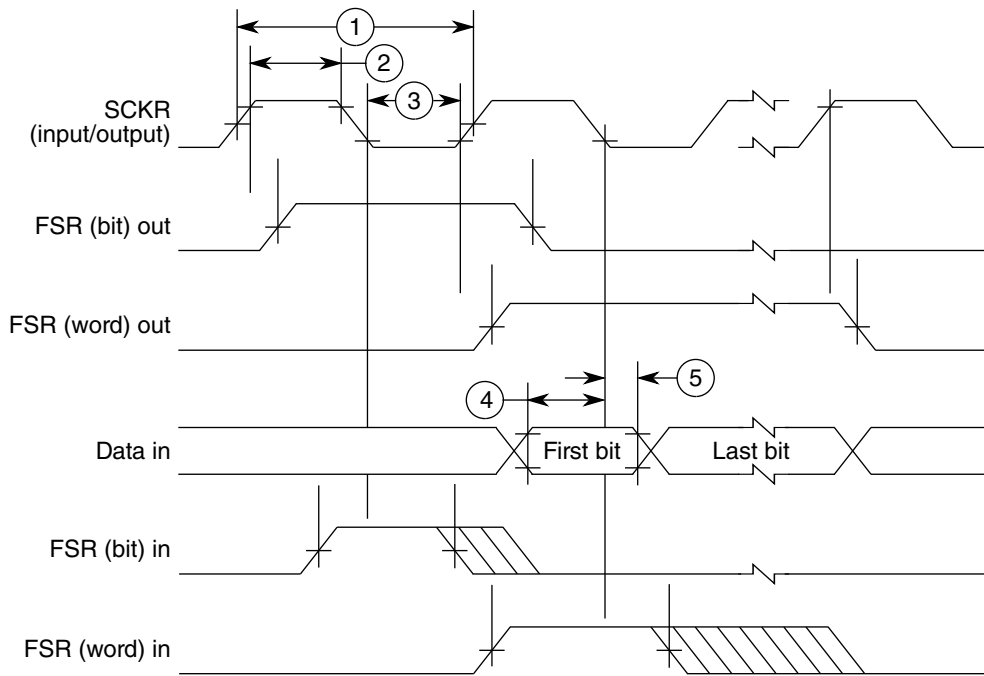 1
2
3
SCKR
(input/output)
FSR (bit) out
FSR (word) out
4
5
Data in
First bit
Last bit
FSR (bit) in
FSR (word) in